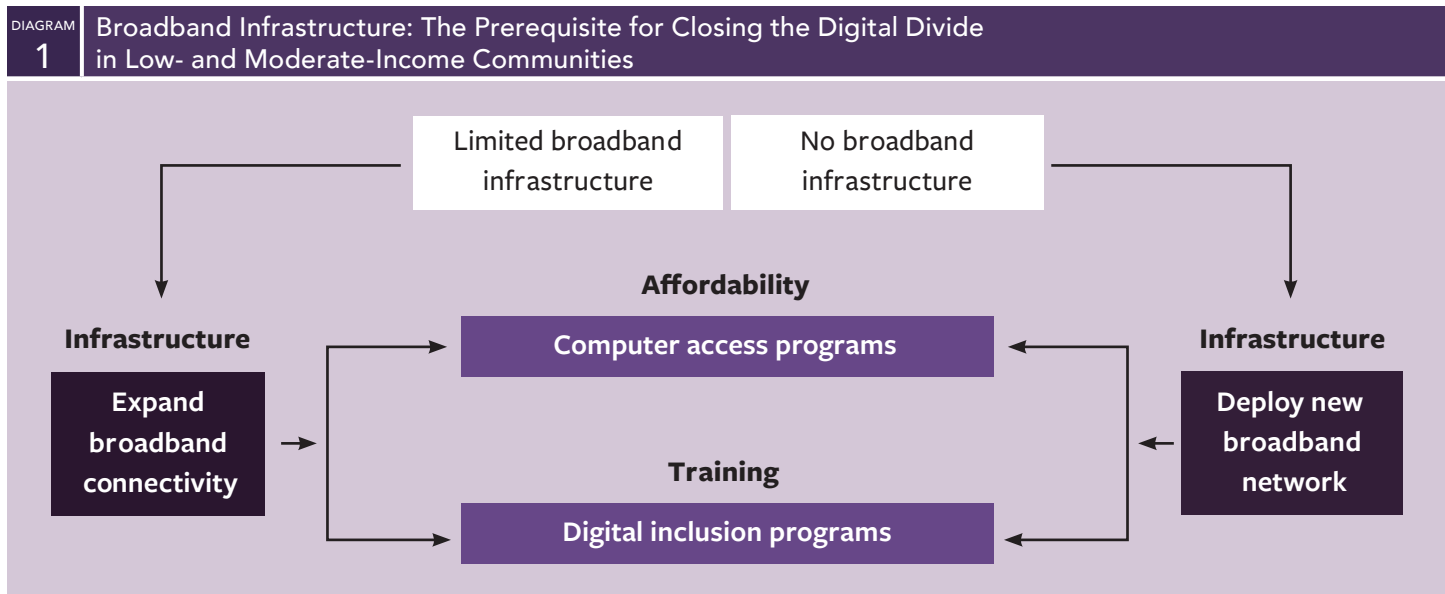 DIAGRAM
1
Broadband Infrastructure: The Prerequisite for Closing the Digital Divide
in Low- and Moderate-Income Communities
Limited broadband
infrastructure
No broadband
infrastructure
Infrastructure
Expand
broadband
connectivity
Affordability
Computer access programs
Training
Digital inclusion programs
Infrastructure
Deploy new
broadband
network